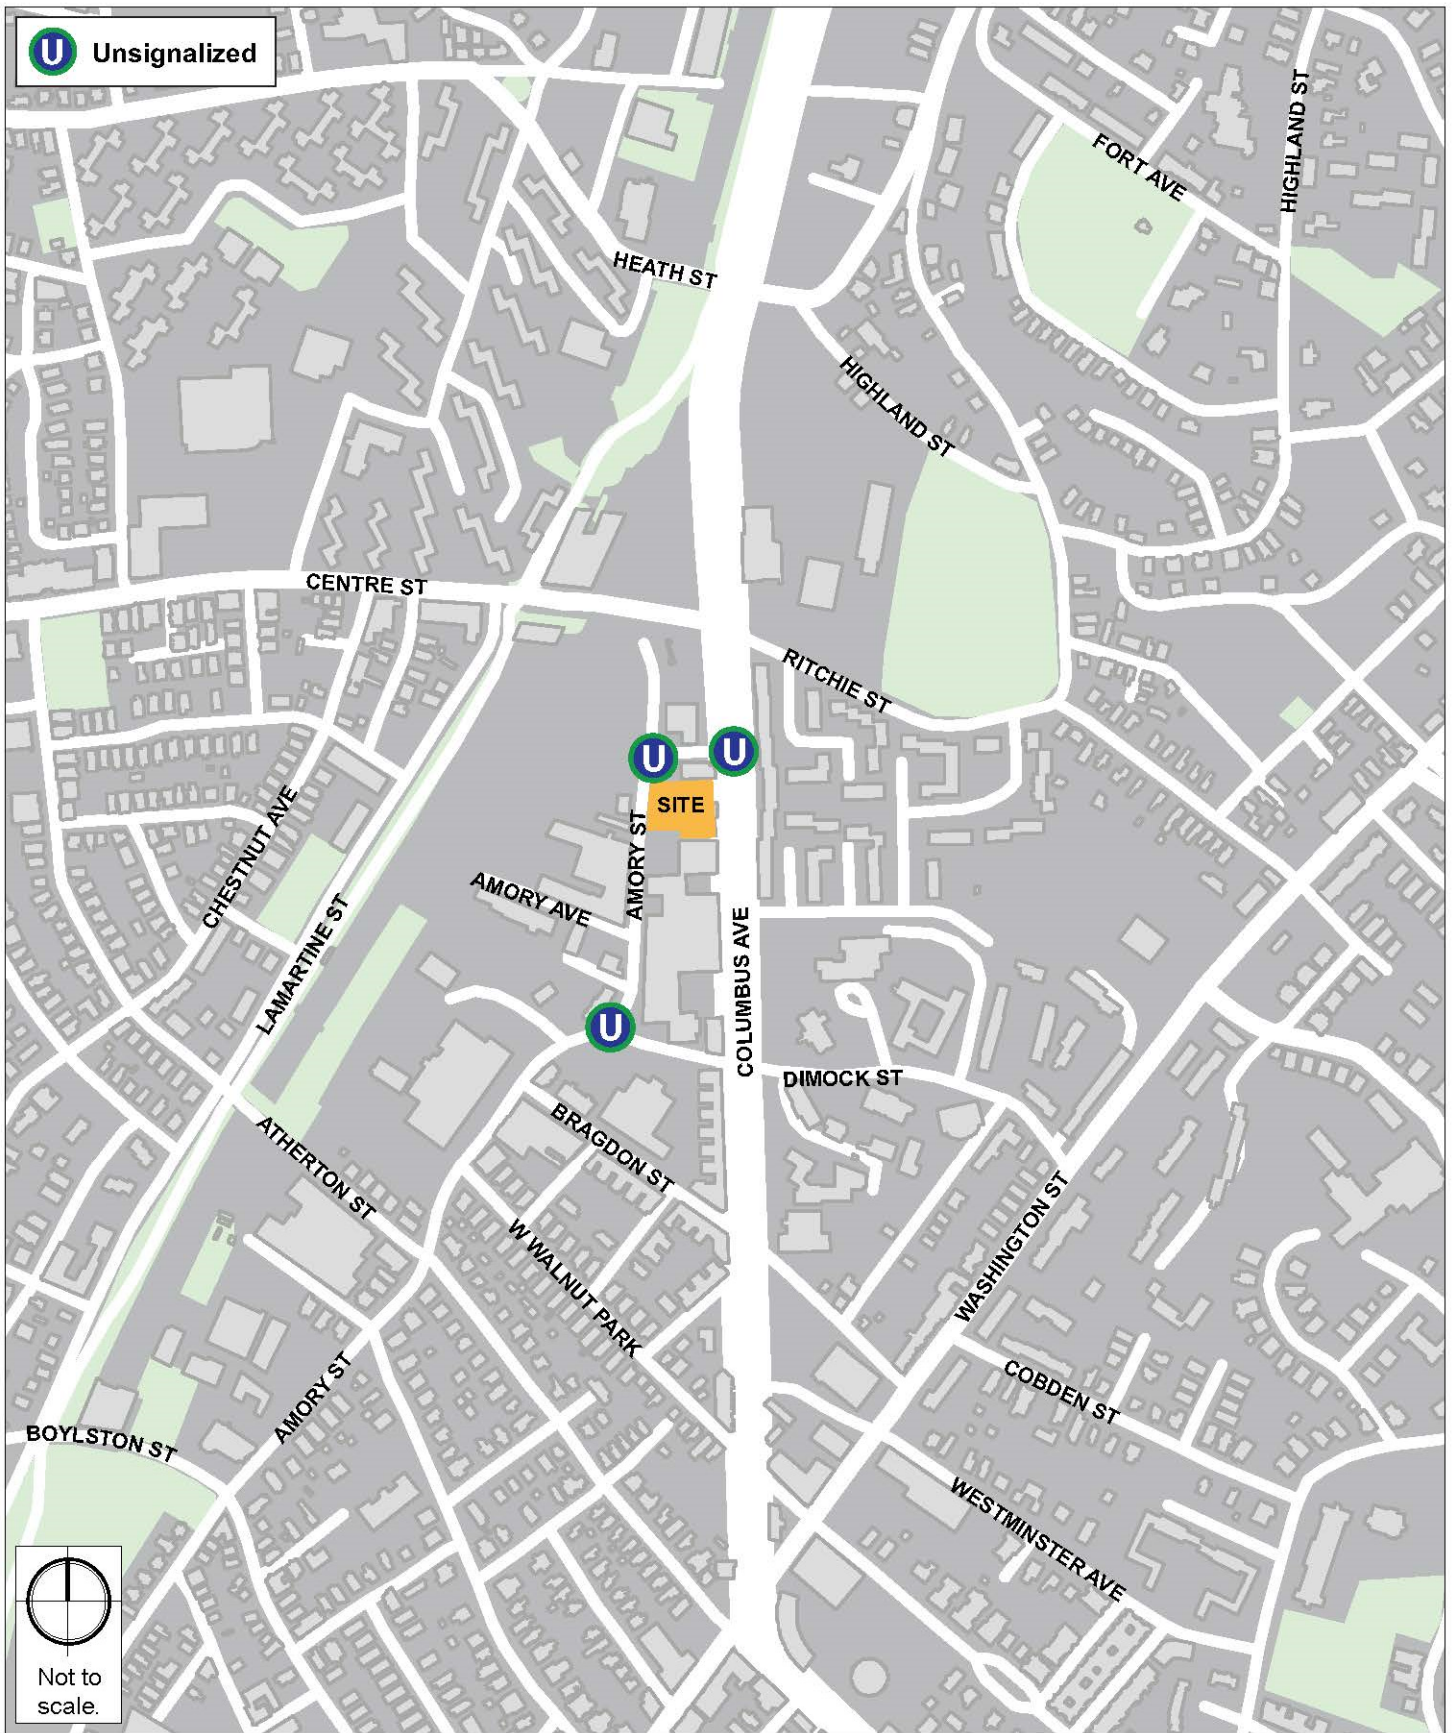 U Unsignalized
FORT AVE
HIGHLAND ST
HEATH ST
HIGHLAND ST
CENTRE ST
RITCHIE ST
U
U
SITE
CHESTNUT AVE
AMORY ST
AMORY AVE
LAMARTINE ST
COLUMBUS AVE
U
DIMOCK ST
BRAGDON ST
ATHERTON ST
W WALNUT PARK
WASHINGTON ST
AMORY ST
COBDEN ST
BOYLSTON ST
WESTMINSTER AVE
Not to
scale.